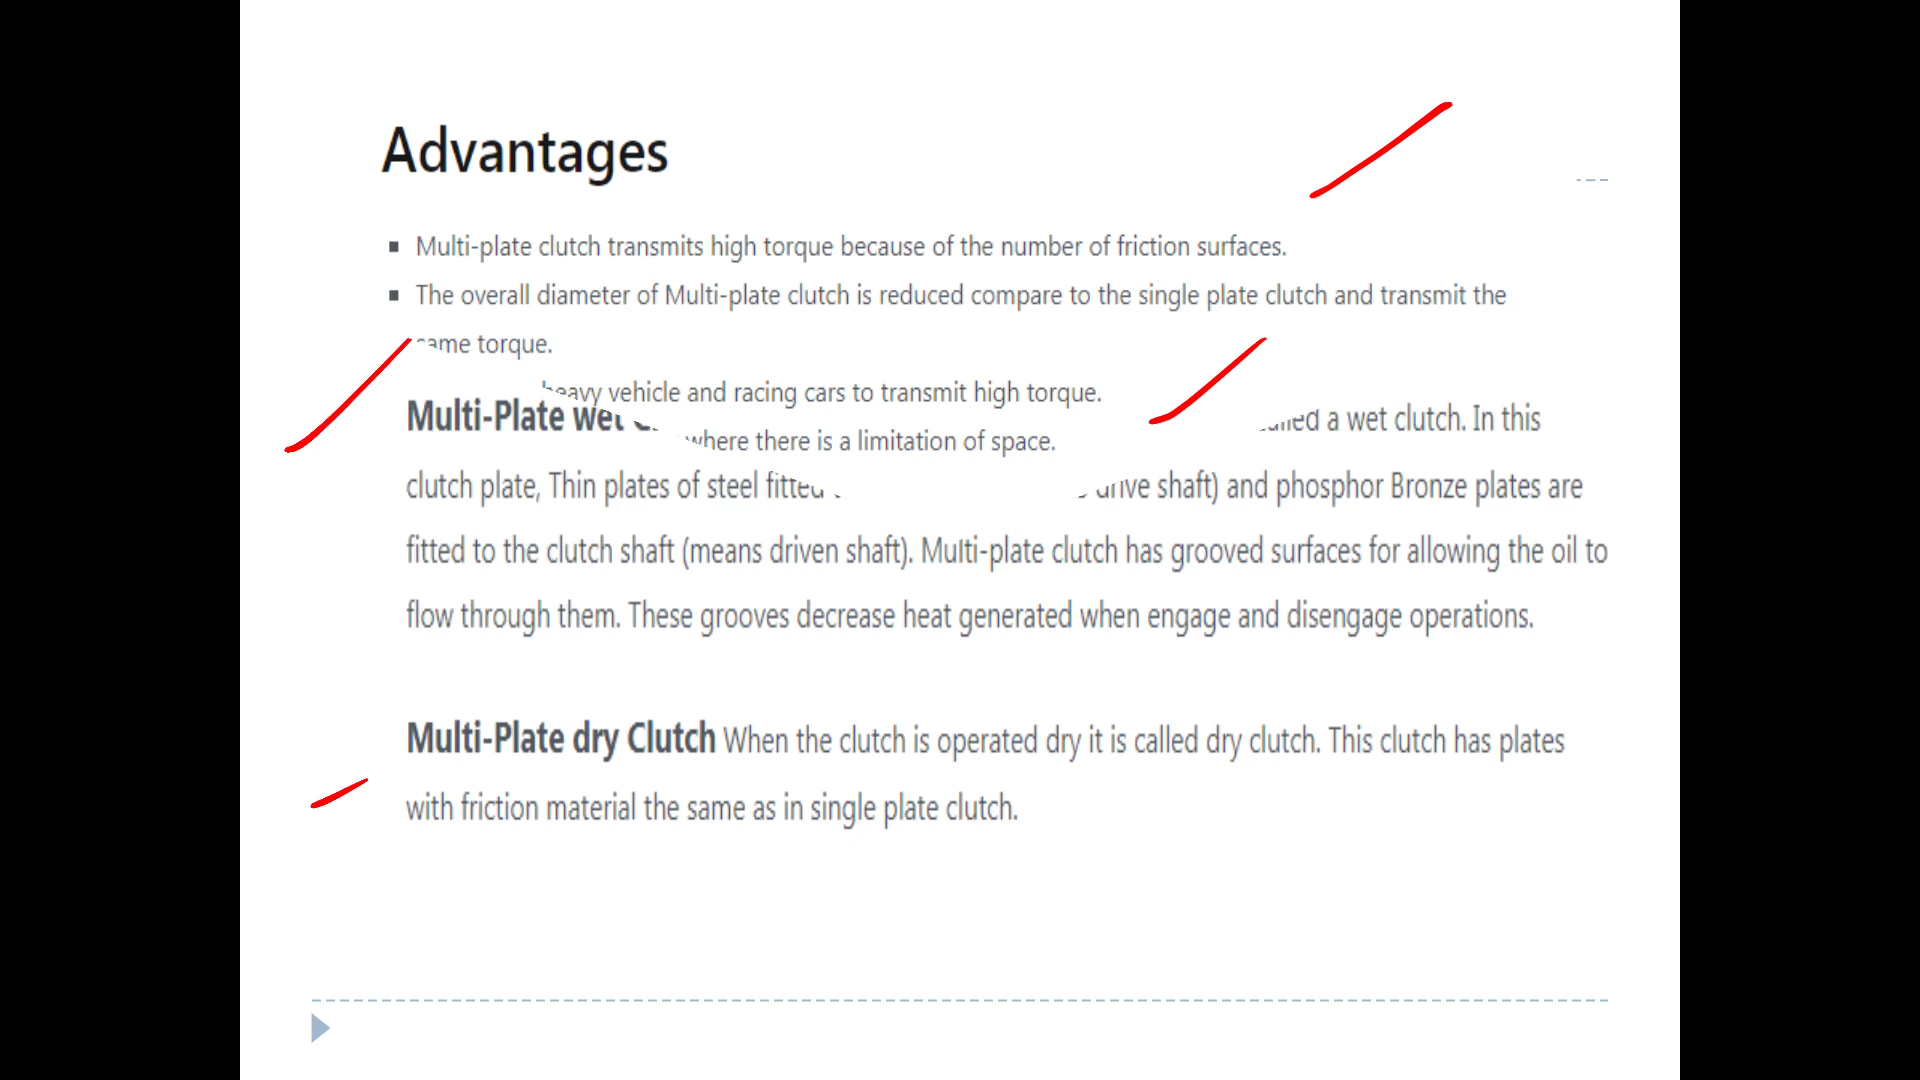 Advantages
▪ Multi-plate clutch transmits high torque because of the number of friction surfaces.
▪ The overall diameter of Multi-plate clutch is reduced compare to the single plate clutch and transmit the
same torque.
heavy vehicle and racing cars to transmit high torque.
Multi-Plate wet
a wet clutch. In this
where there is a limitation of space.
clutch plate, Thin plates of steel fitted
drive shaft) and phosphor Bronze plates are
fitted to the clutch shaft (means driven shaft). Multi-plate clutch has grooved surfaces for allowing the oil to
flow through them. These grooves decrease heat generated when engage and disengage operations.
Multi-Plate dry Clutch When the clutch is operated dry it is called dry clutch. This clutch has plates
with friction material the same as in single plate clutch.